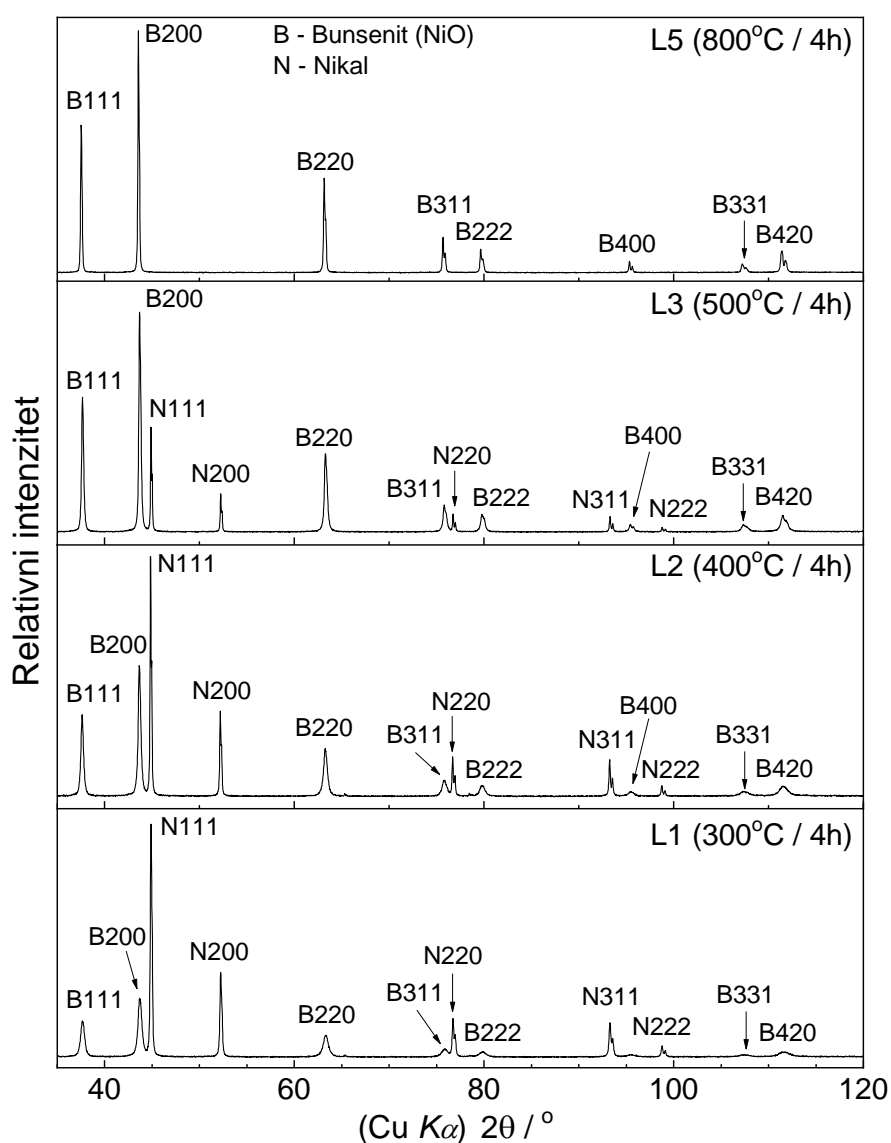 B - Bunsenit (NiO)
N - Nikal
L5 (800°C / 4h)
B111
B200
B220
B311
B222
B400
B331
B420
L3 (500°C / 4h)
B111
B200
N111
N200
B220
B311
N220
B222
N311
B400
N222
B331
B420
L2 (400°C / 4h)
B111
B200
N111
N200
B220
B311
N220
B222
N311
B400
N222
B331
B420
L1 (300°C / 4h)
B111
B200
N111
N200
B220
B311
N220
B222
N311
N222
B331
B420
Relativni intenzitet
40 60 80 100 120
(Cu Kα) 2θ / °